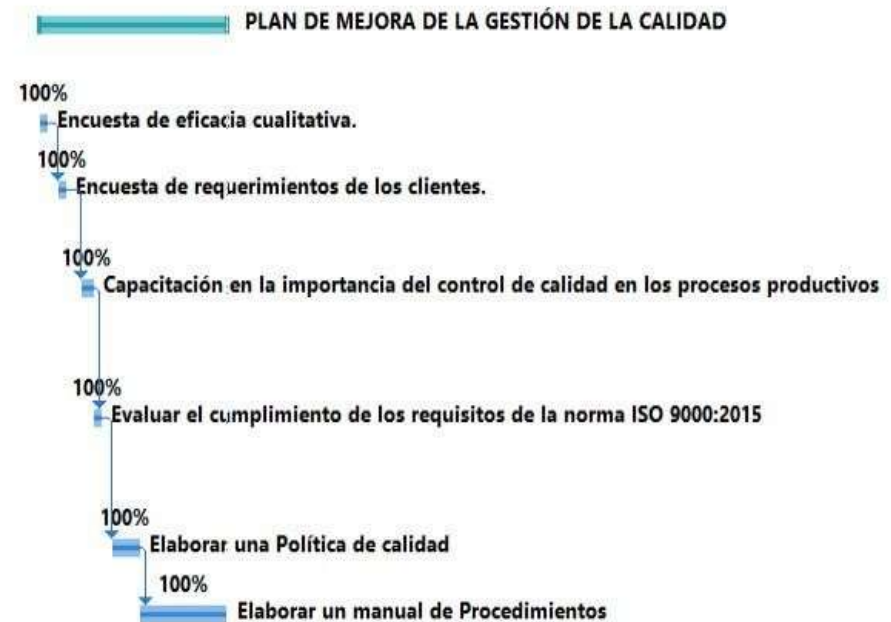 PLAN DE MEJORA DE LA GESTIÓN DE LA CALIDAD
100%
Encuesta de eficacia cualitativa.
100%
Encuesta de requerimientos de los clientes.
100%
Capacitación en la importancia del control de calidad en los procesos productivos
100%
Evaluar el cumplimiento de los requisitos de la norma ISO 9000:2015
100%
Elaborar una Política de calidad
100%
Elaborar un manual de Procedimientos